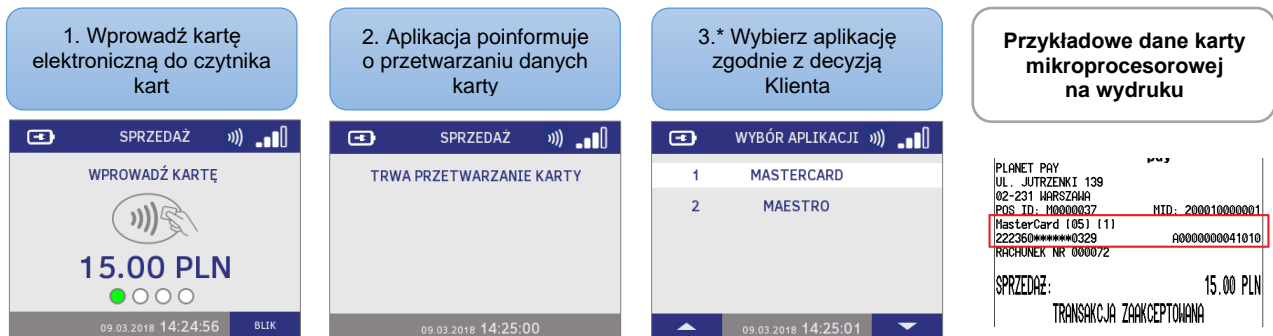 1. Wprowadź kartę
elektroniczną do czytnika
kart
2. Aplikacja poinformuje
o przetwarzaniu danych
karty
3.* Wybierz aplikację
zgodnie z decyzją
Klienta
Przykładowe dane karty
mikroprocesorowej
na wydruku
SPRZEDAŻ
WPROWADŹ KARTĘ
15.00 PLN
09.03.2018 14:24:56 BLIK
SPRZEDAŻ
TRWA PRZETWARZANIE KARTY
09.03.2018 14:25:00
WYBÓR APLIKACJI
1 MASTERCARD
2 MAESTRO
09.03.2018 14:25:01
pay
PLANET PAY
UL. JUTRZENKI 139
02-231 WARSZAWA
POS ID: M0000037 MID: 200010000001
MasterCard (05) (1)
222360******0329 A0000000041010
RACHUNEK NR 000072
SPRZEDAŻ: 15.00 PLN
TRANSAKCJA ZAAKCEPTOWANA